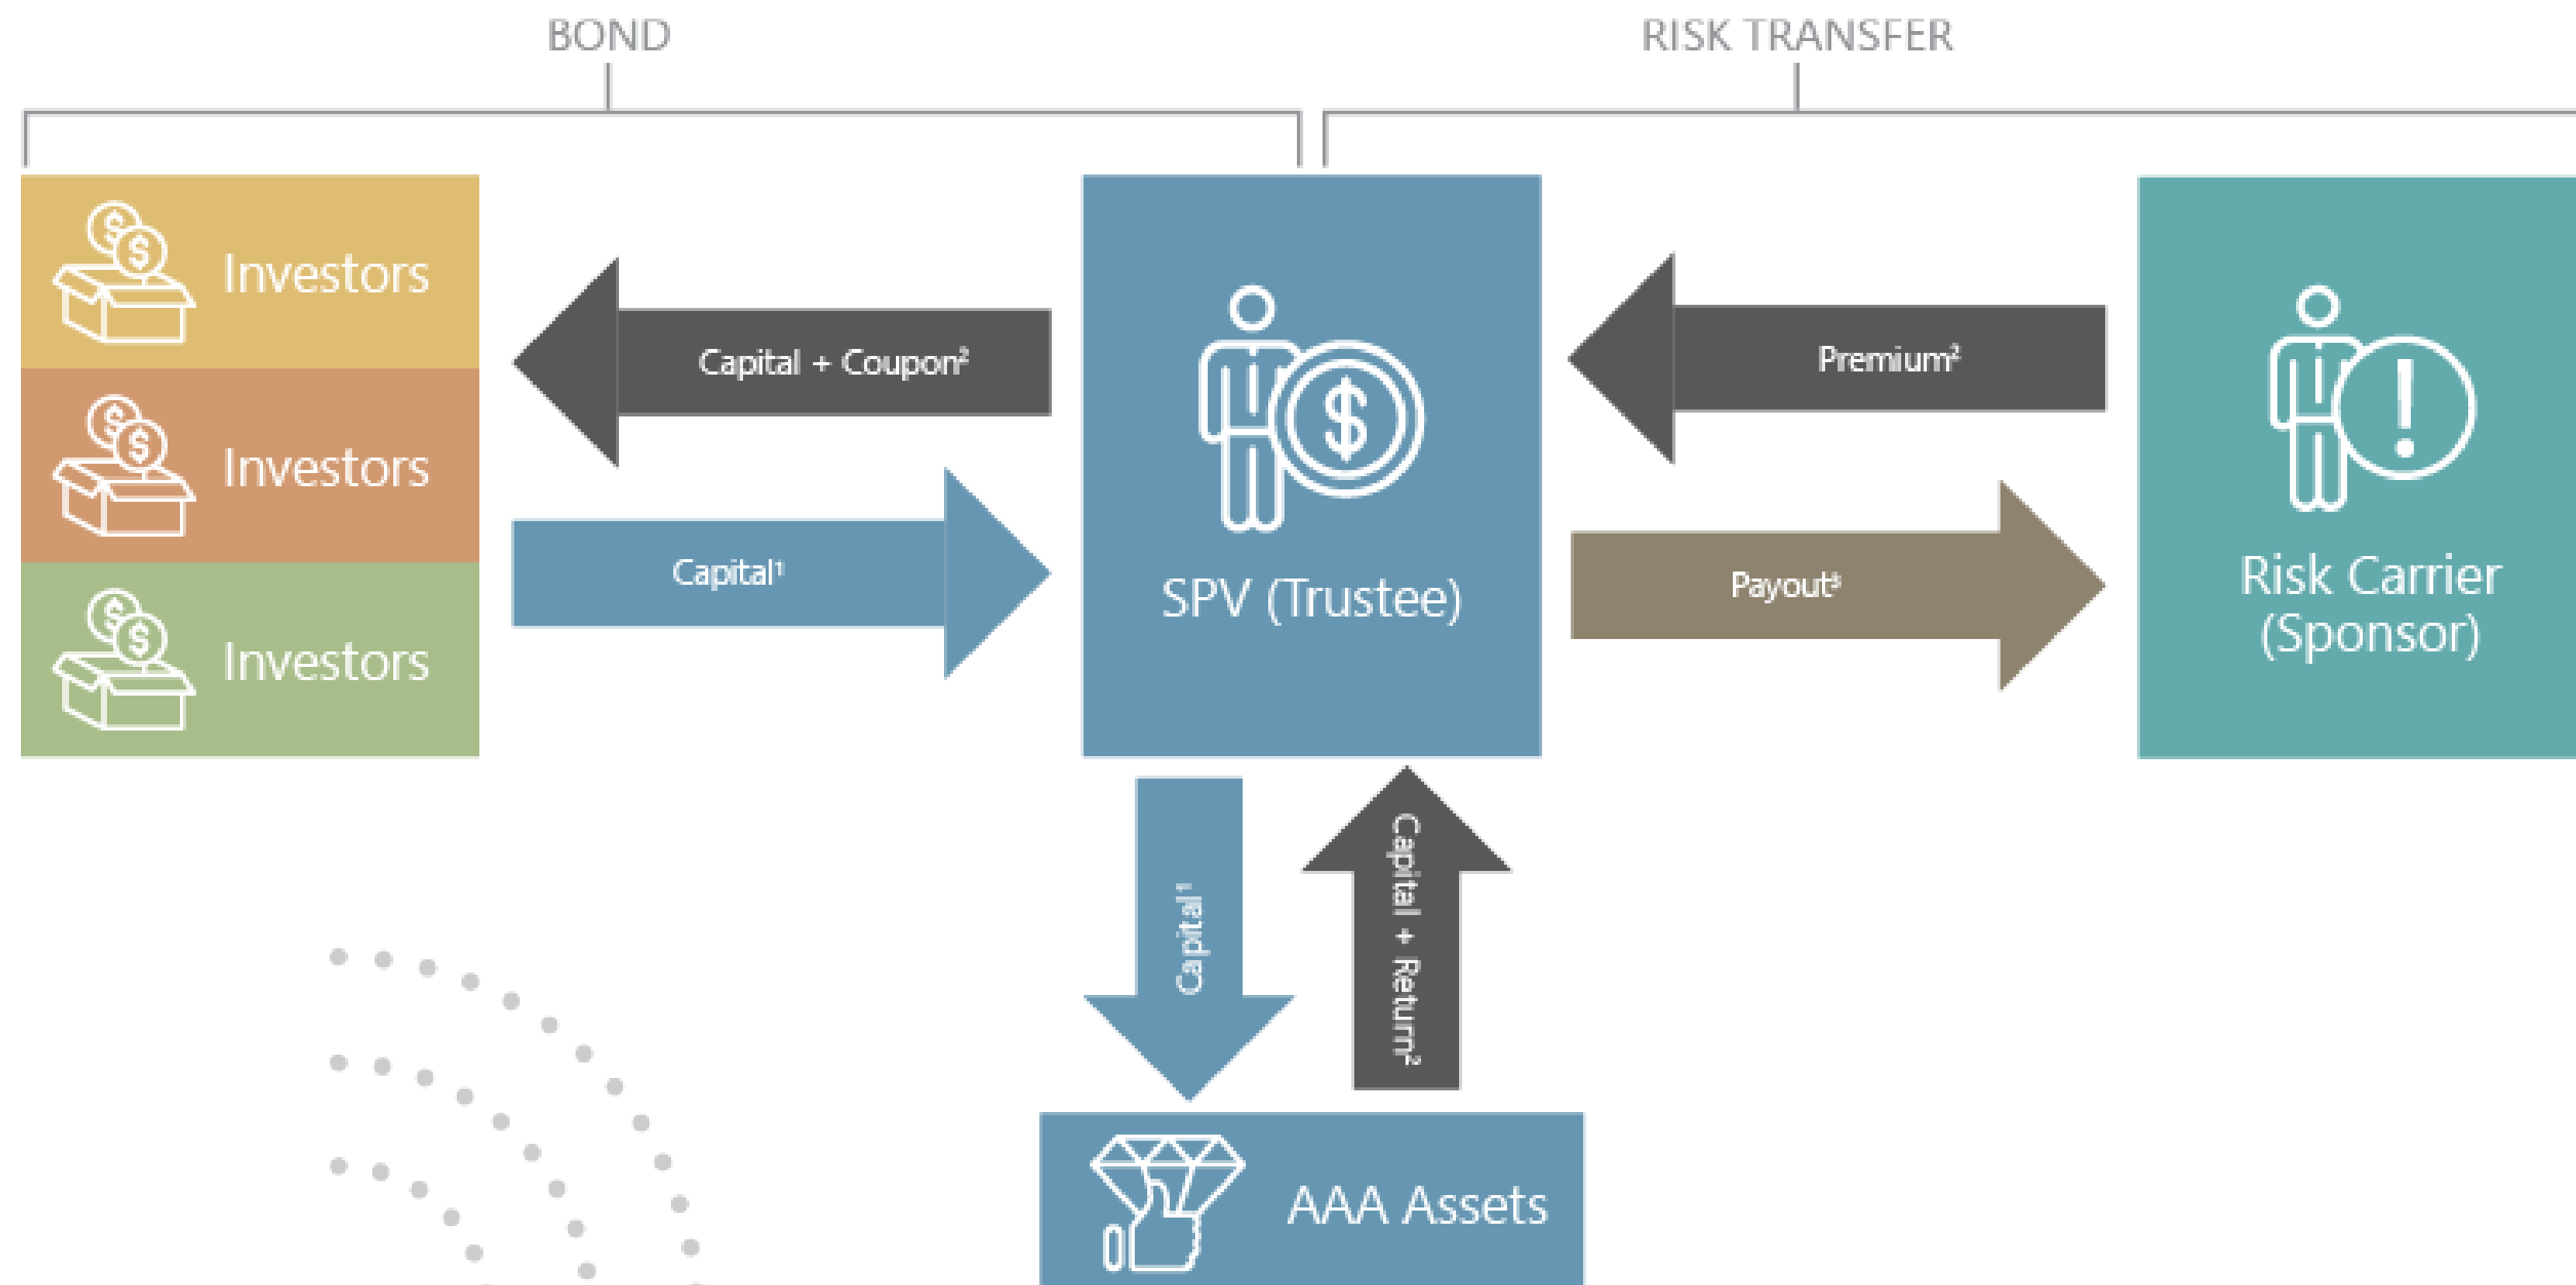 BOND
RISK TRANSFER
Investors
Investors
Investors
Capital + Coupon²
Capital¹
SPV (Trustee)
Premium²
Payout³
Risk Carrier
(Sponsor)
Capital¹
Capital + Return²
AAA Assets